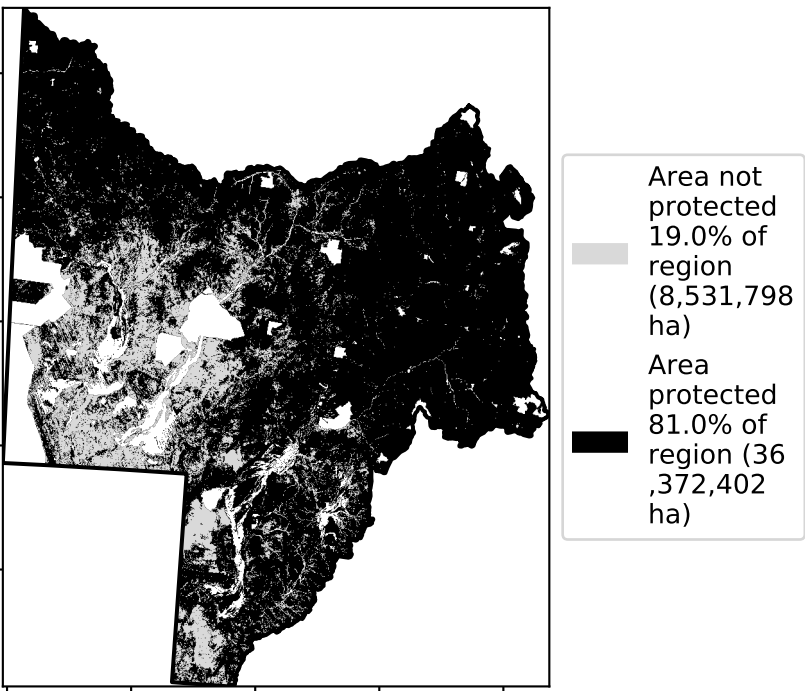 Area not
protected
19.0% of
region
(8,531,798
ha)
Area
protected
81.0% of
region (36
,372,402
ha)